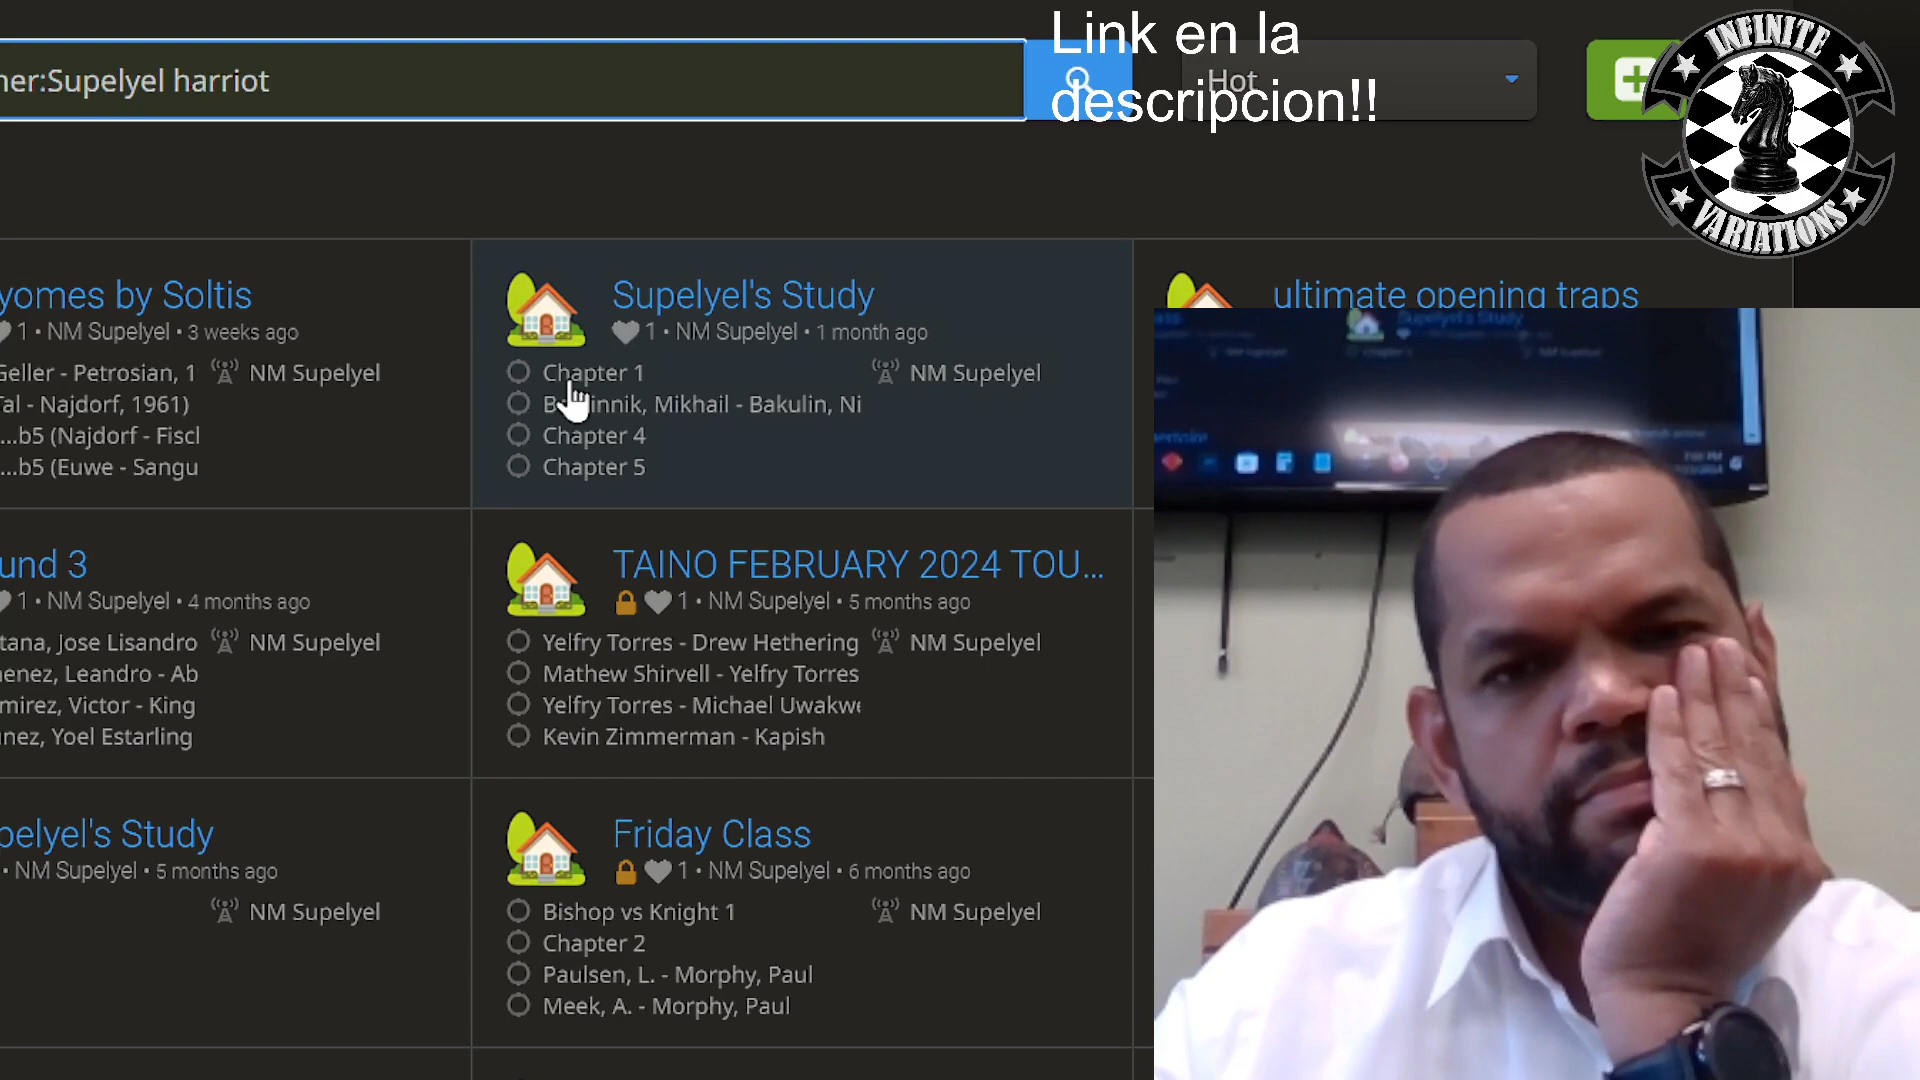 Link en la
descripcion!!
ner:Supelyel harriot
Hot
INFINITE
VARIATIONS
yomes by Soltis
1 • NM Supelyel • 3 weeks ago
Geller - Petrosian, 1
NM Supelyel
Tal - Najdorf, 1961)
...b5 (Najdorf - Fiscl
...b5 (Euwe - Sangu
Supelyel's Study
1 • NM Supelyel • 1 month ago
Chapter 1
NM Supelyel
innik, Mikhail - Bakulin, Ni
Chapter 4
Chapter 5
ultimate opening traps
und 3
1 • NM Supelyel • 4 months ago
tana, Jose Lisandro
NM Supelyel
nenez, Leandro - Ab
mirez, Victor - King
nez, Yoel Estarling
TAINO FEBRUARY 2024 TOU...
1 • NM Supelyel • 5 months ago
Yelfry Torres - Drew Hethering
NM Supelyel
Mathew Shirvell - Yelfry Torres
Yelfry Torres - Michael Uwakwe
Kevin Zimmerman - Kapish
pelyel's Study
• NM Supelyel • 5 months ago
NM Supelyel
Friday Class
1 • NM Supelyel • 6 months ago
Bishop vs Knight 1
NM Supelyel
Chapter 2
Paulsen, L. - Morphy, Paul
Meek, A. - Morphy, Paul
Supelyel's Study